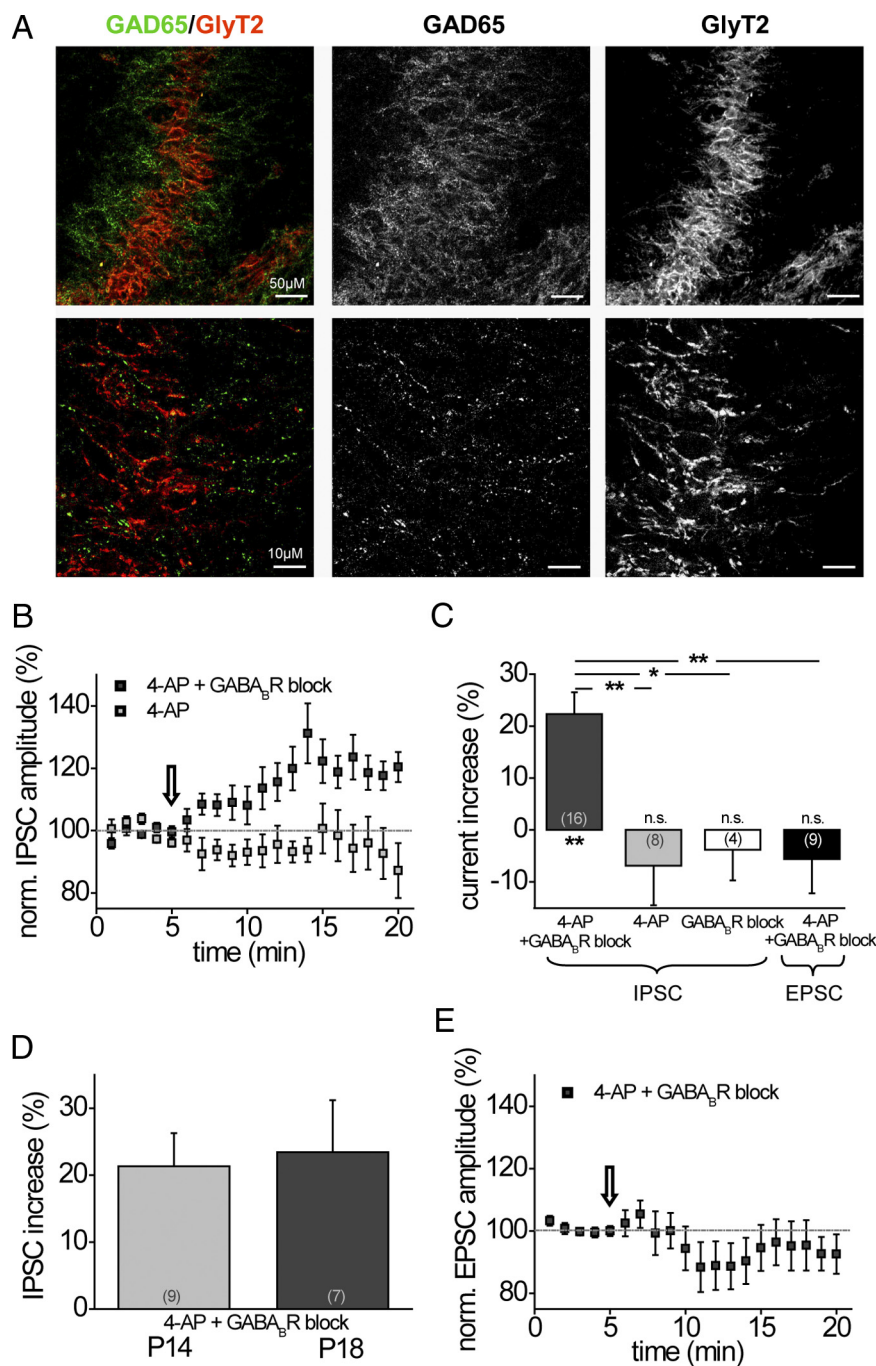 A
GAD65/GlyT2
GAD65
GlyT2
50µM
10µM
B
norm. IPSC amplitude (%)
4-AP + GABABR block
4-AP
140
120
100
80
0
5
10
15
20
time (min)
C
current increase (%)
**
*
**
30
20
10
0
-10
(16)
**
n.s.
(8)
n.s.
(4)
n.s.
(9)
4-AP
+GABABR block
4-AP
GABABR block
4-AP
+GABABR block
IPSC
EPSC
D
IPSC increase (%)
30
20
10
0
(9)
(7)
4-AP + GABABR block
P14
P18
E
norm. EPSC amplitude (%)
4-AP + GABABR block
140
120
100
80
0
5
10
15
20
time (min)